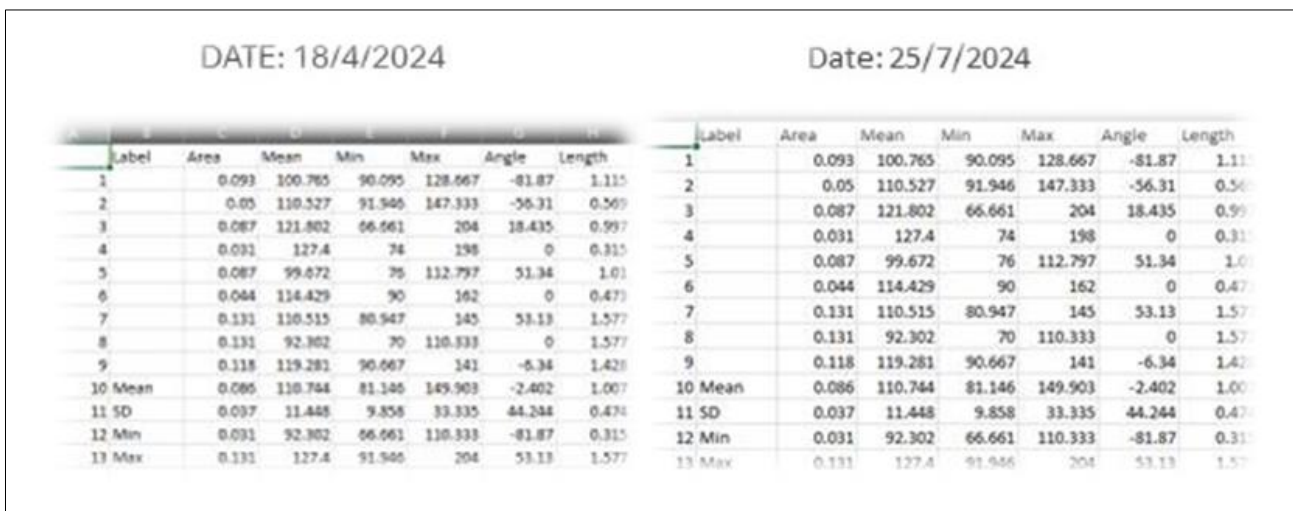 DATE: 18/4/2024
Label Area Mean Min Max Angle Length
1 0.093 100.765 90.095 128.667 -81.87 1.115
2 0.05 110.527 91.946 147.333 -56.31 0.569
3 0.087 121.802 66.661 204 18.435 0.997
4 0.031 127.4 74 198 0 0.315
5 0.087 99.672 76 112.797 51.34 1.01
6 0.044 114.429 90 162 0 0.473
7 0.131 110.515 80.947 145 53.13 1.577
8 0.131 92.302 70 110.333 0 1.577
9 0.118 119.281 90.667 141 -6.34 1.428
10 Mean 0.086 110.744 81.146 149.903 -2.402 1.007
11 SD 0.037 11.448 9.858 33.335 44.244 0.474
12 Min 0.031 92.302 66.661 110.333 -81.87 0.315
13 Max 0.131 127.4 91.946 204 53.13 1.577
Date: 25/7/2024
Label Area Mean Min Max Angle Length
1 0.093 100.765 90.095 128.667 -81.87
2 0.05 110.527 91.946 147.333 -56.31
3 0.087 121.802 66.661 204 18.435
4 0.031 127.4 74 198 0
5 0.087 99.672 76 112.797 51.34
6 0.044 114.429 90 162 0
7 0.131 110.515 80.947 145 53.13
8 0.131 92.302 70 110.333 0
9 0.118 119.281 90.667 141 -6.34
10 Mean 0.086 110.744 81.146 149.903 -2.402
11 SD 0.037 11.448 9.858 33.335 44.244
12 Min 0.031 92.302 66.661 110.333 -81.87
13 Max 0.131 127.4 91.946 204 53.13